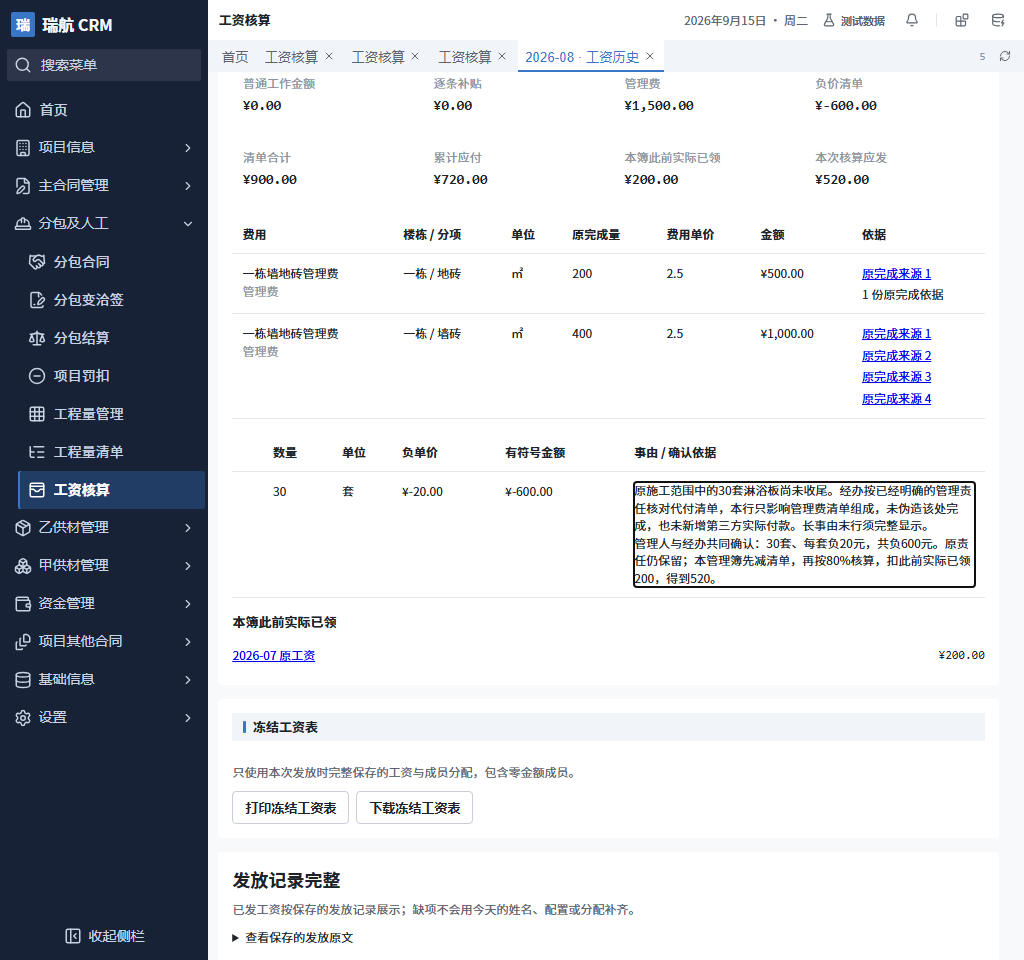 瑞 瑞航 CRM
搜索菜单
首页
项目信息
主合同管理
分包及人工
分包合同
分包变洽签
分包结算
项目罚扣
工程量管理
工程量清单
工资核算
乙供材管理
甲供材管理
资金管理
项目其他合同
基础信息
设置
收起侧栏
工资核算
2026年9月15日 · 周二 测试数据
首页 工资核算 × 工资核算 × 工资核算 × 2026-08 · 工资历史 × 5
普通工作金额 逐条补贴 管理费 负价清单
¥0.00 ¥0.00 ¥1,500.00 ¥-600.00
清单合计 累计应付 本簿此前实际已领 本次核算应发
¥900.00 ¥720.00 ¥200.00 ¥520.00
费用 楼栋 / 分项 单位 原完成量 费用单价 金额 依据
一栋墙地砖管理费 一栋 / 地砖 ㎡ 200 2.5 ¥500.00 原完成来源 1
管理费 1 份原完成依据
一栋墙地砖管理费 一栋 / 墙砖 ㎡ 400 2.5 ¥1,000.00 原完成来源 1
管理费 原完成来源 2
原完成来源 3
原完成来源 4
数量 单位 负单价 有符号金额 事由 / 确认依据
30 套 ¥-20.00 ¥-600.00 原施工范围中的30套淋浴板尚未收尾。经办按已经明确的管理责
任核对代付清单，本行只影响管理费清单组成，未伪造该处完
成，也未新增第三方实际付款。长事由末行须完整显示。
管理人与经办共同确认：30套、每套负20元，共负600元。原责
任仍保留；本管理簿先减清单，再按80%核算，扣此前实际已领
200，得到520。
本簿此前实际已领
2026-07 原工资 ¥200.00
冻结工资表
只使用本次发放时完整保存的工资与成员分配，包含零金额成员。
打印冻结工资表 下载冻结工资表
发放记录完整
已发工资按保存的发放记录展示；缺项不会用今天的姓名、配置或分配补齐。
查看保存的发放原文